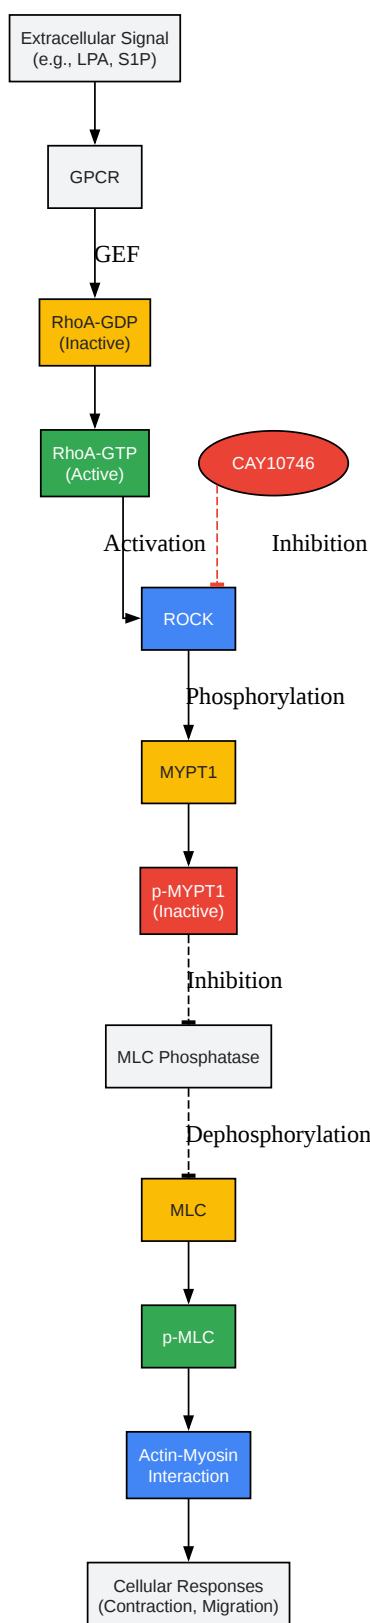 Extracellular Signal
(e.g., LPA, S1P)
GPCR
GEF
RhoA-GDP
(Inactive)
RhoA-GTP
(Active)
CAY10746
Activation
Inhibition
ROCK
Phosphorylation
MYPT1
p-MYPT1
(Inactive)
Inhibition
MLC Phosphatase
Dephosphorylation
MLC
p-MLC
Actin-Myosin
Interaction
Cellular Responses
(Contraction, Migration)